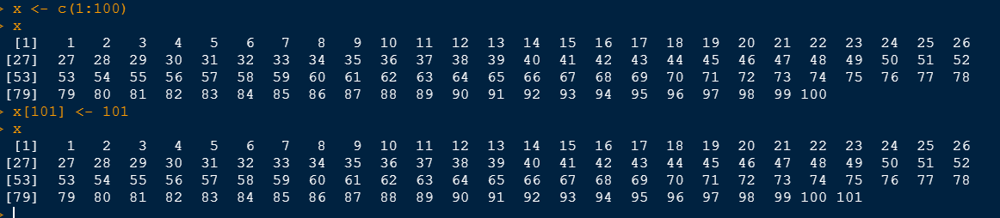 > x <- c(1:100)
> x
  [1]   1   2   3   4   5   6   7   8   9  10  11  12  13  14  15  16  17  18  19  20  21  22  23  24  25  26
 [27]  27  28  29  30  31  32  33  34  35  36  37  38  39  40  41  42  43  44  45  46  47  48  49  50  51  52
 [53]  53  54  55  56  57  58  59  60  61  62  63  64  65  66  67  68  69  70  71  72  73  74  75  76  77  78
 [79]  79  80  81  82  83  84  85  86  87  88  89  90  91  92  93  94  95  96  97  98  99 100
> x[101] <- 101
> x
  [1]   1   2   3   4   5   6   7   8   9  10  11  12  13  14  15  16  17  18  19  20  21  22  23  24  25  26
 [27]  27  28  29  30  31  32  33  34  35  36  37  38  39  40  41  42  43  44  45  46  47  48  49  50  51  52
 [53]  53  54  55  56  57  58  59  60  61  62  63  64  65  66  67  68  69  70  71  72  73  74  75  76  77  78
 [79]  79  80  81  82  83  84  85  86  87  88  89  90  91  92  93  94  95  96  97  98  99 100 101
>